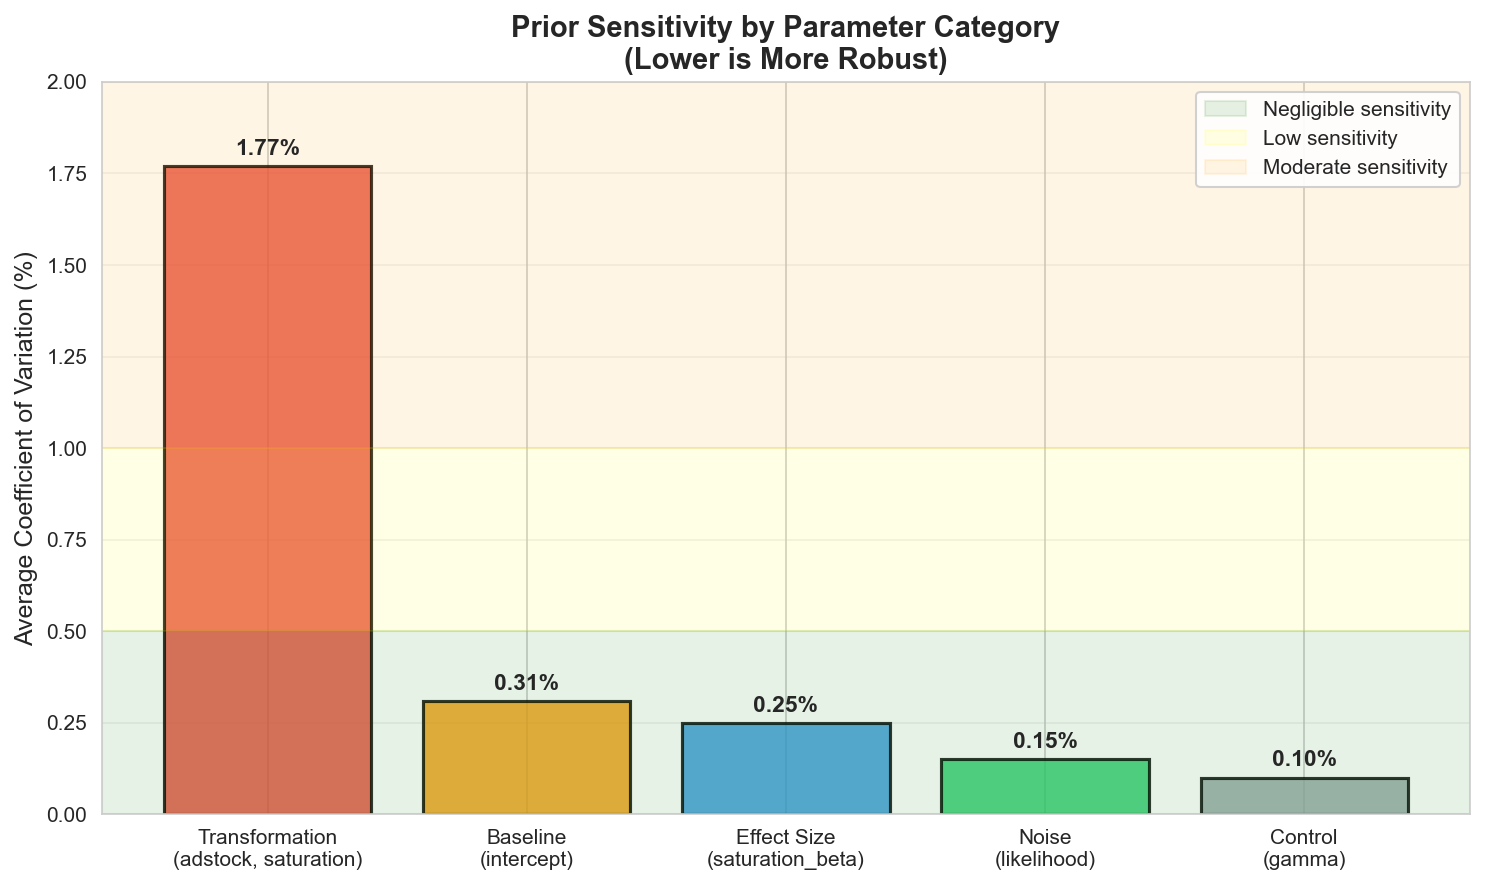 Prior Sensitivity by Parameter Category
(Lower is More Robust)
Average Coefficient of Variation (%)
2.00
1.75
1.50
1.25
1.00
0.75
0.50
0.25
0.00
Negligible sensitivity
Low sensitivity
Moderate sensitivity
1.77%
0.31%
0.25%
0.15%
0.10%
Transformation
(adstock, saturation)
Baseline
(intercept)
Effect Size
(saturation_beta)
Noise
(likelihood)
Control
(gamma)